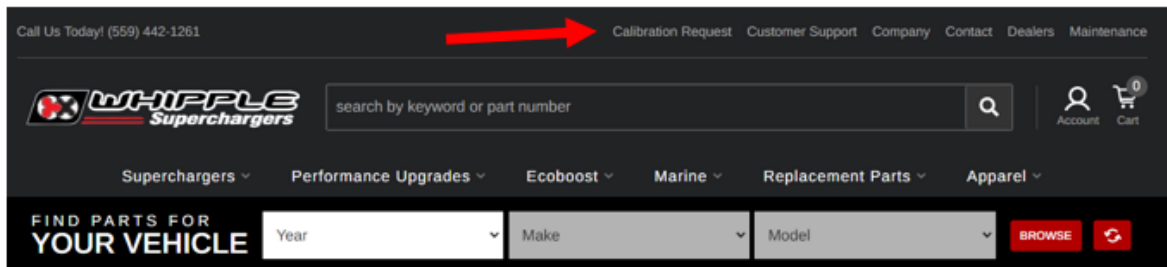 Call Us Today! (559) 442-1261 Calibration Request Customer Support Company Contact Dealers Maintenance
WHIPPLE
Superchargers
search by keyword or part number
0
Account Cart
Superchargers Performance Upgrades Ecoboost Marine Replacement Parts Apparel
FIND PARTS FOR
YOUR VEHICLE
Year Make Model BROWSE